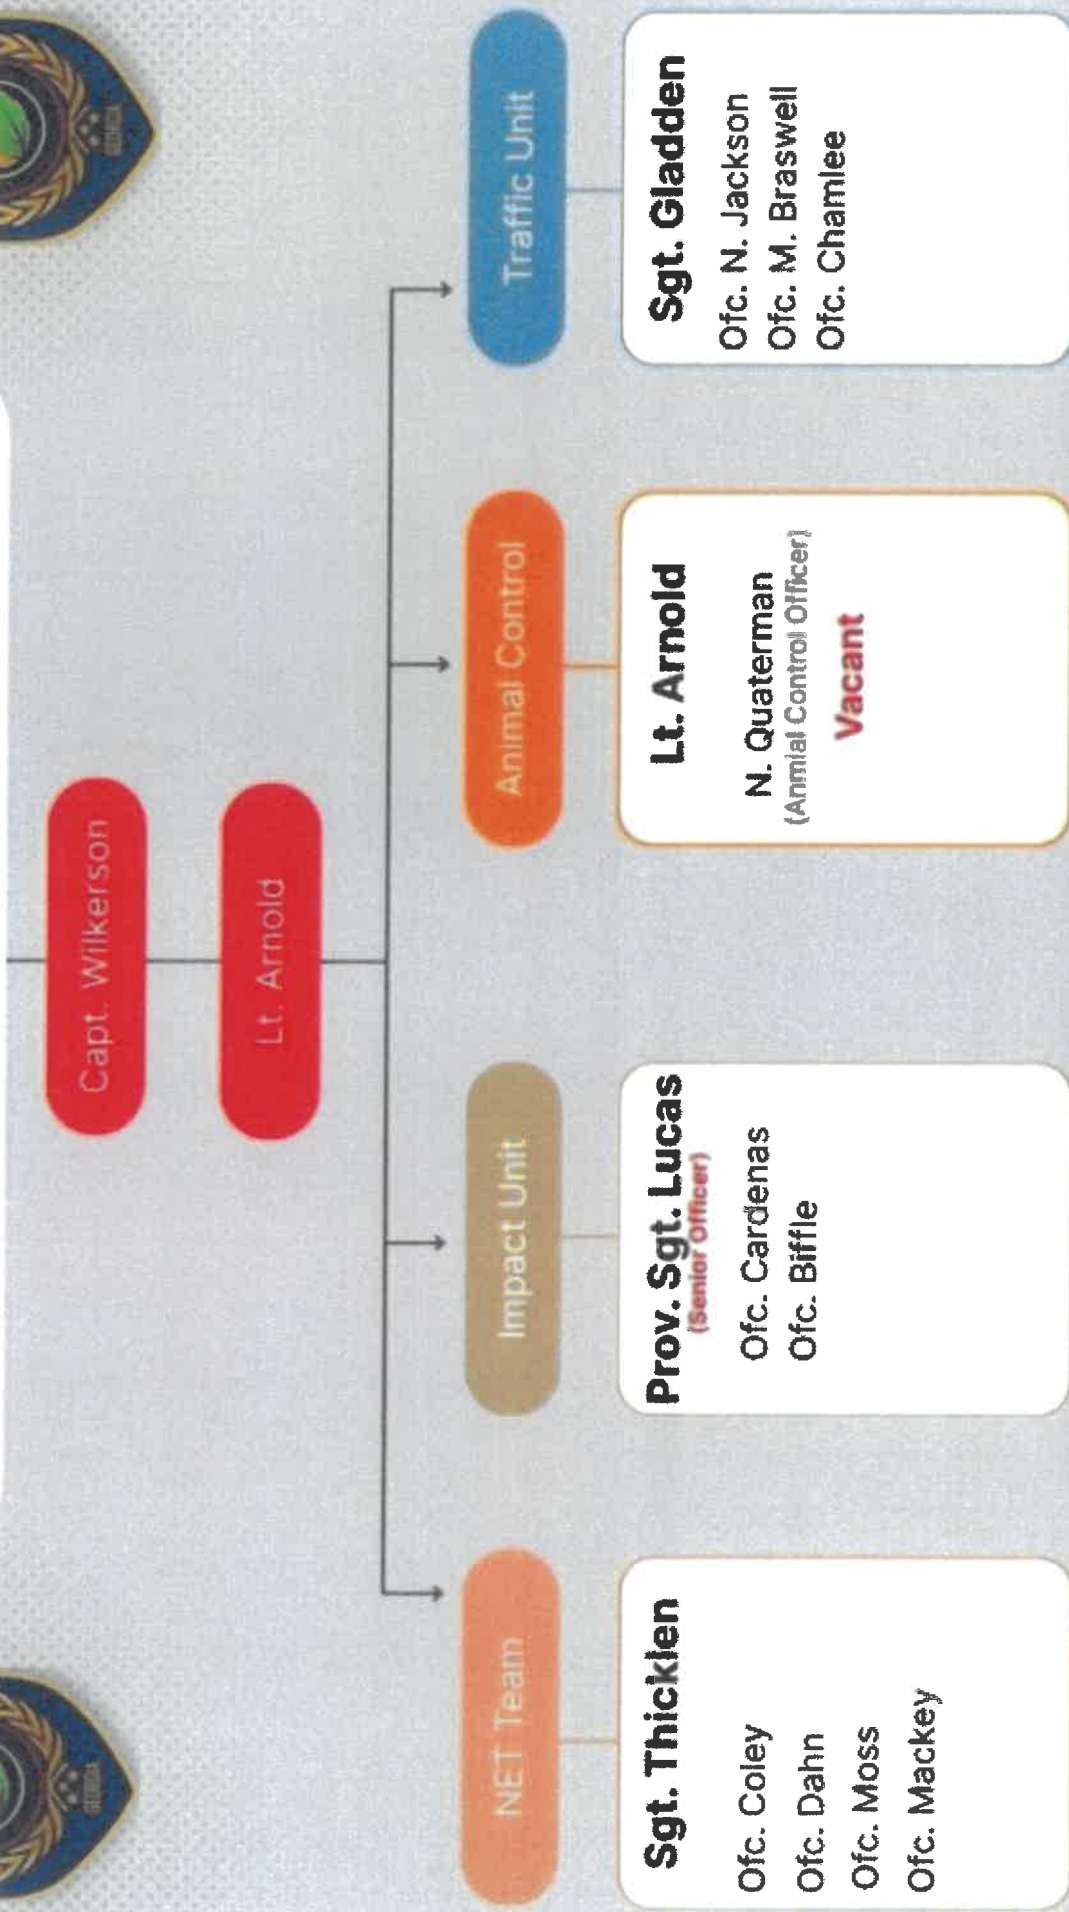 GEORGIA
GEORGIA
Capt. Wilkerson
Lt. Arnold
NET Team
Sgt. Thicklen
Ofc. Coley
Ofc. Dahn
Ofc. Moss
Ofc. Mackey
Impact Unit
Prov. Sgt. Lucas
(Senior Officer)
Ofc. Cardenas
Ofc. Biffle
Animal Control
Lt. Arnold
N. Quaterman
(Anmial Control Officer)
Vacant
Traffic Unit
Sgt. Gladden
Ofc. N. Jackson
Ofc. M. Braswell
Ofc. Chamlee